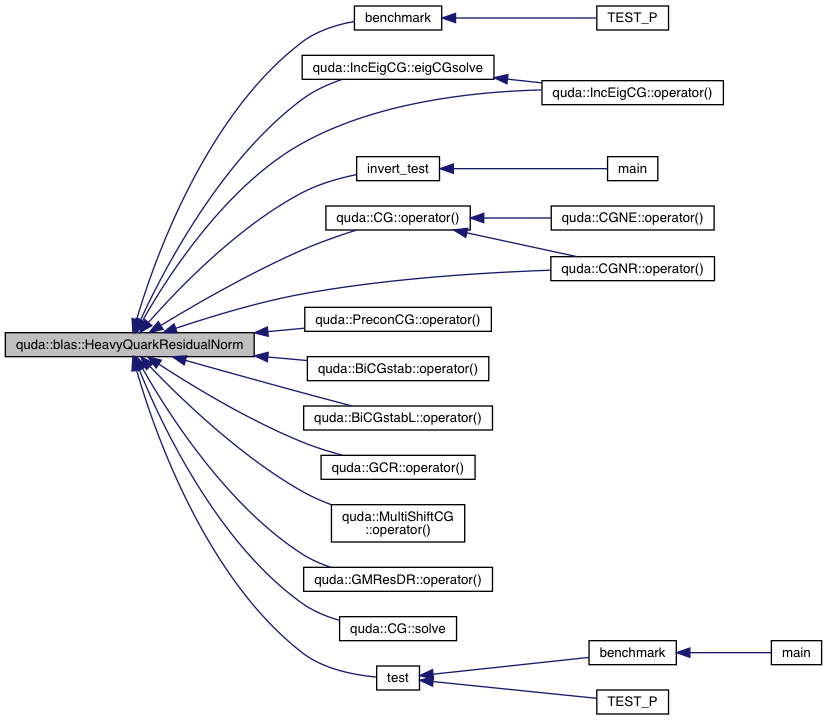 benchmark
TEST_P
quda::IncEigCG::eigCGsolve
quda::IncEigCG::operator()
invert_test
main
quda::CG::operator()
quda::CGNE::operator()
quda::CGNR::operator()
quda::PreconCG::operator()
quda::blas::HeavyQuarkResidualNorm
quda::BiCGstab::operator()
quda::BiCGstabL::operator()
quda::GCR::operator()
quda::MultiShiftCG
::operator()
quda::GMResDR::operator()
quda::CG::solve
benchmark
main
test
TEST_P